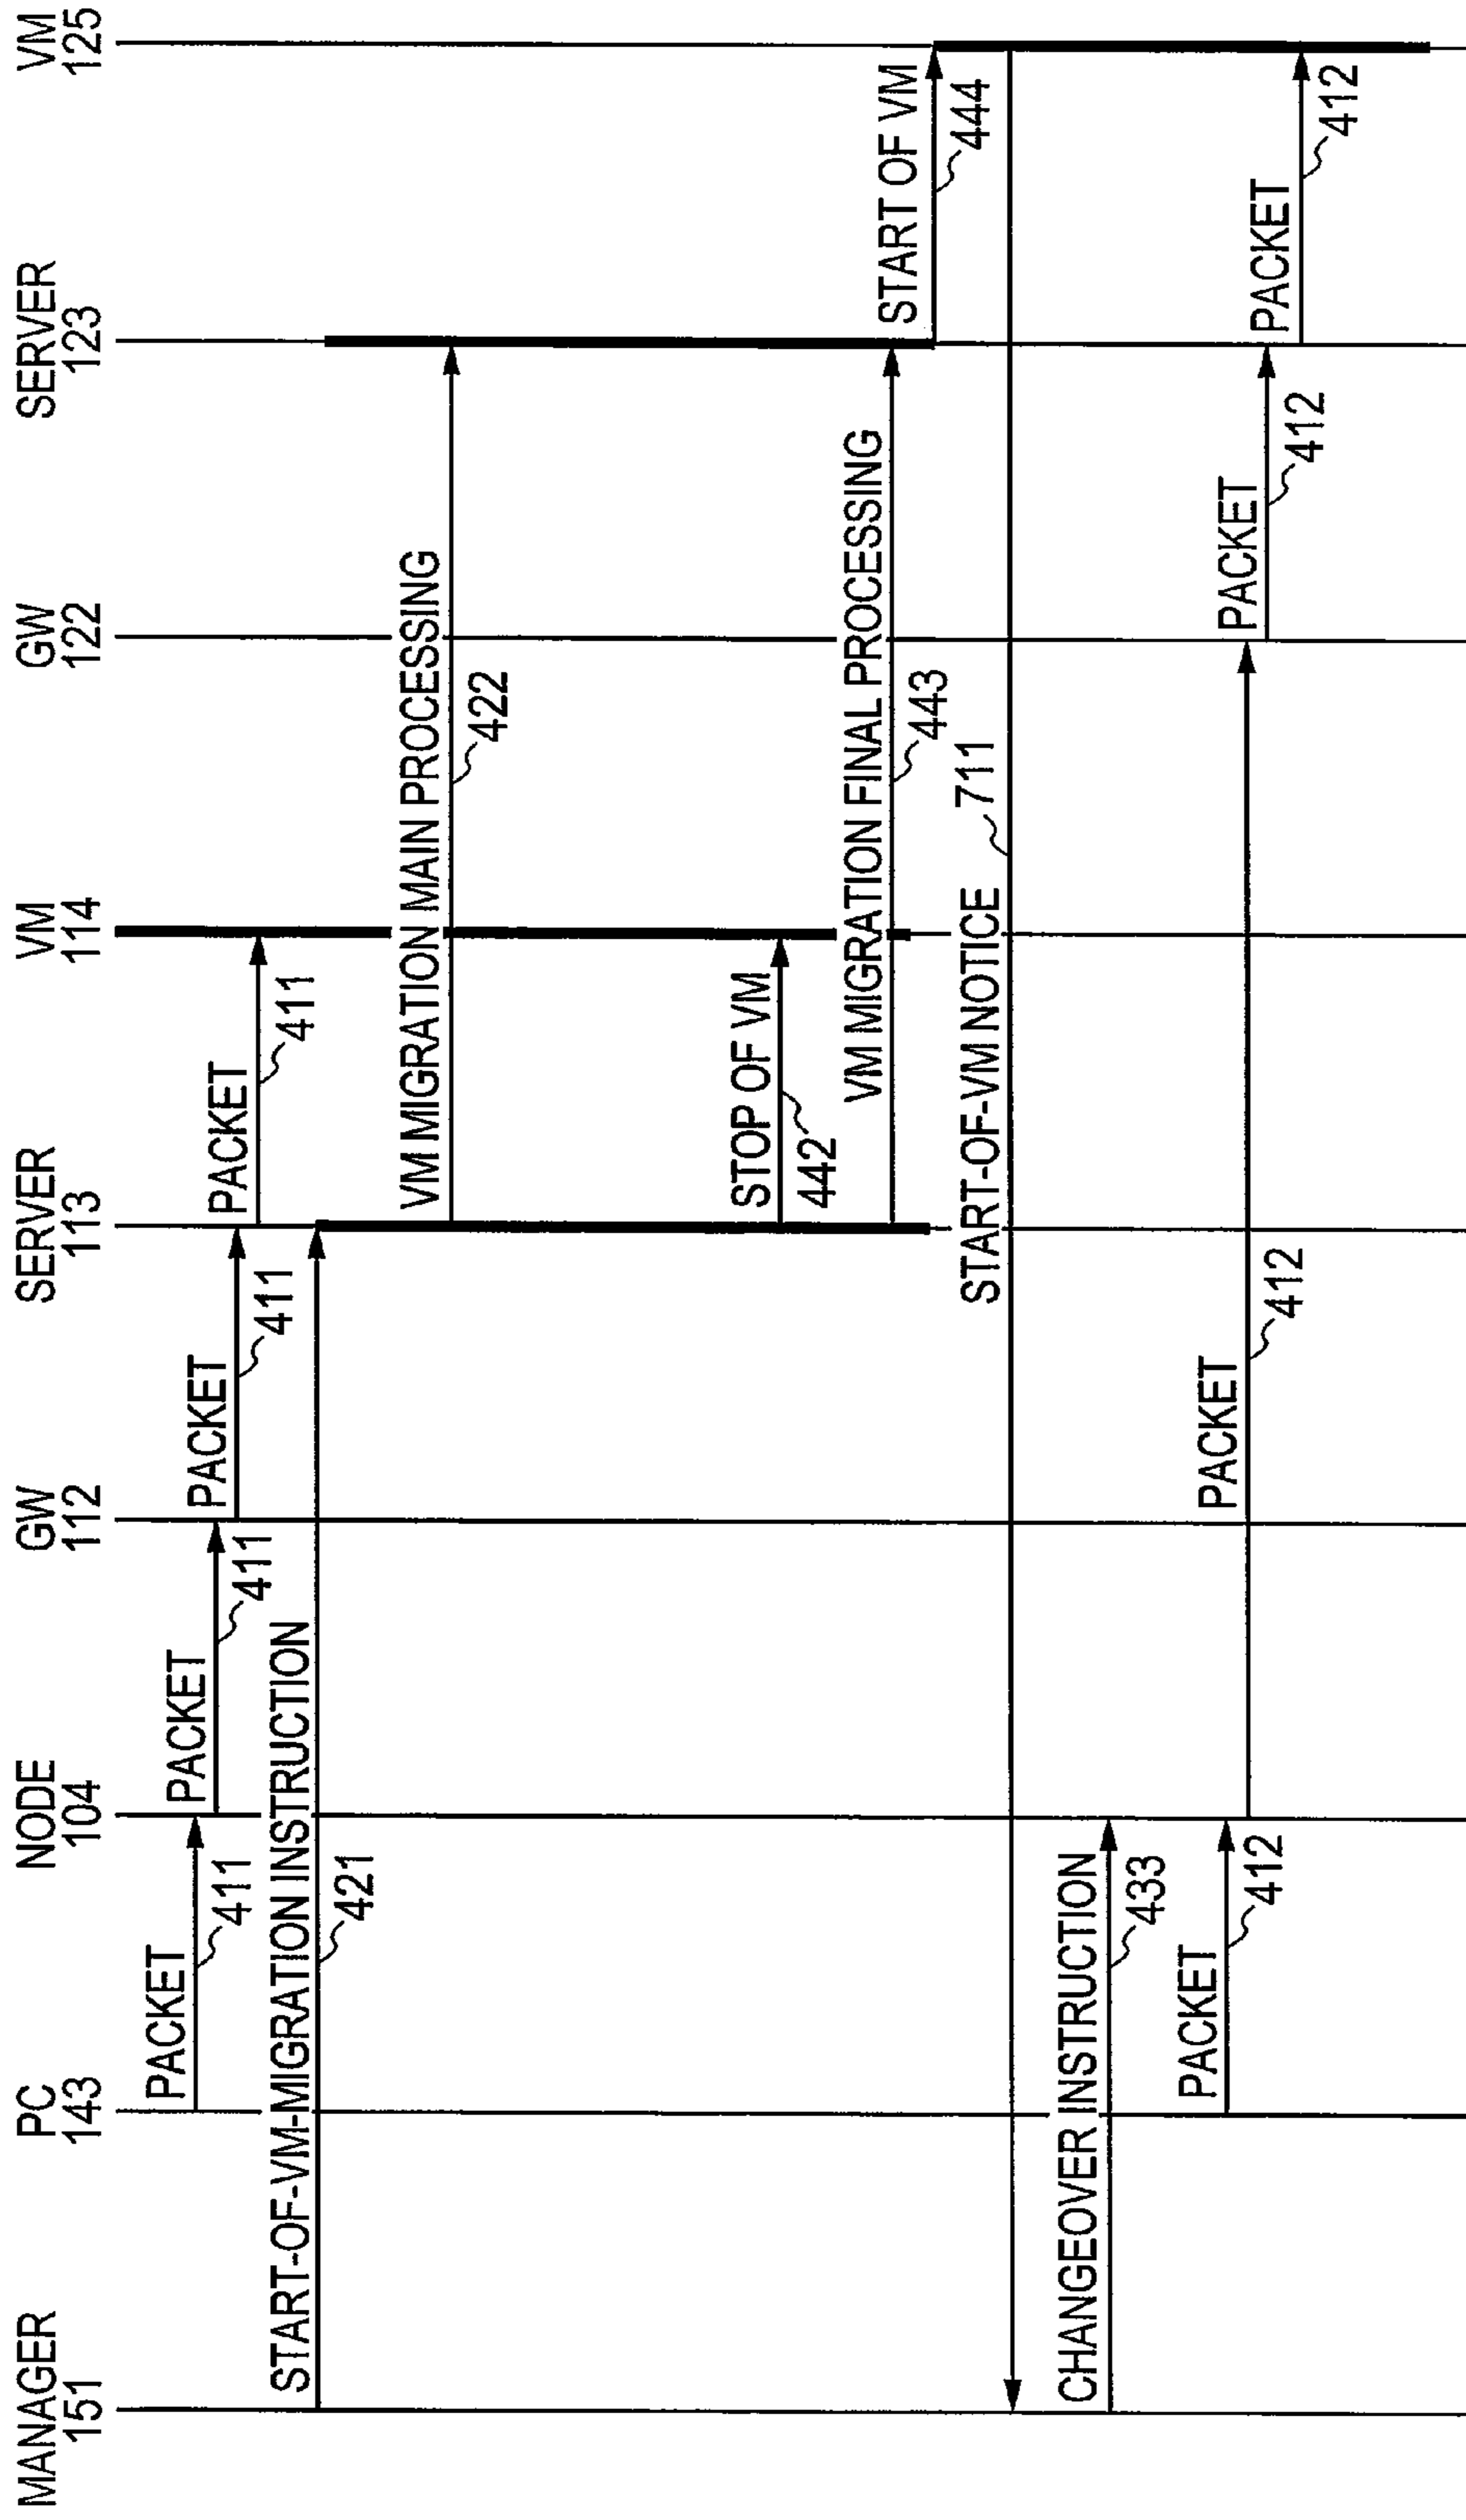 MANAGER
151
PC
143
NODE
104
GW
112
SERVER
113
VM
114
GW
122
SERVER
123
VM
125
PACKET
411
PACKET
411
PACKET
411
PACKET
411
START-OF-VM-MIGRATION INSTRUCTION
421
VM MIGRATION MAIN PROCESSING
422
STOP OF VM
442
VM MIGRATION FINAL PROCESSING
443
START OF VM
444
START-OF-VM NOTICE
711
CHANGEOVER INSTRUCTION
433
PACKET
412
PACKET
412
PACKET
412
PACKET
412